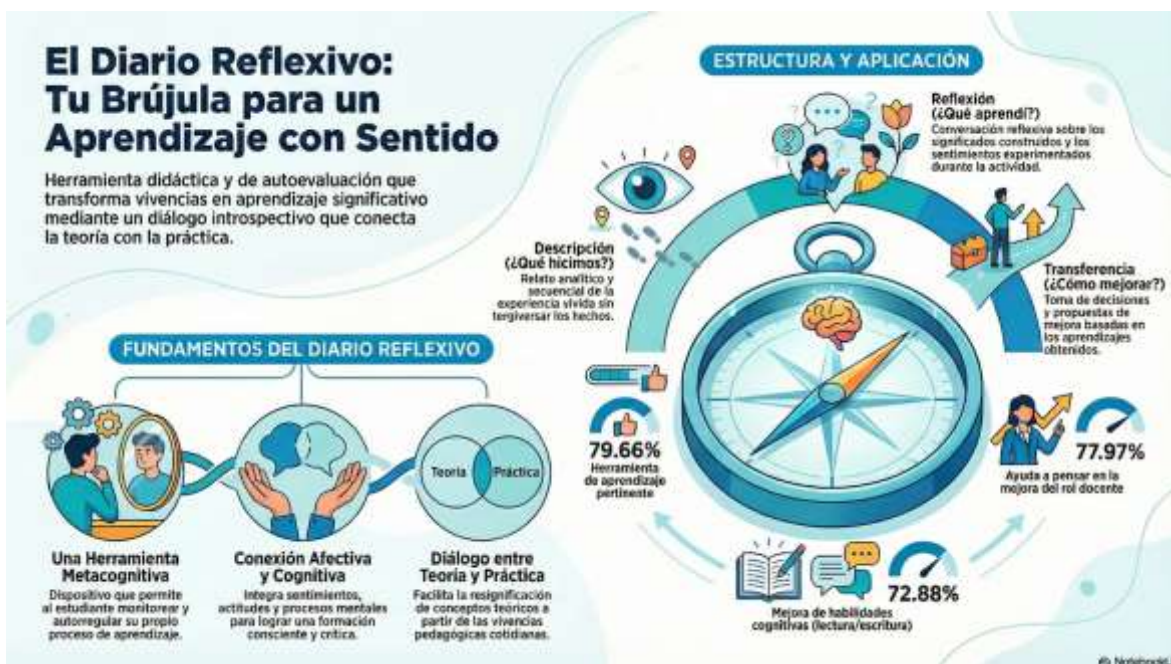 El Diario Reflexivo:
Tu Brújula para un
Aprendizaje con Sentido
Herramienta didáctica y de autoevaluación que
transforma vivencias en aprendizaje significativo
mediante un diálogo introspectivo que conecta
la teoría con la práctica.
FUNDAMENTOS DEL DIARIO REFLEXIVO
Teoría
Práctica
Una Herramienta
Metacognitiva
Dispositivo que permite
al estudiante monitorear y
autorregular su propio
proceso de aprendizaje.
Conexión Afectiva
y Cognitiva
Integra sentimientos,
actitudes y procesos mentales
para lograr una formación
consciente y crítica.
Diálogo entre
Teoría y Práctica
Facilita la resignificación
de conceptos teóricos a
partir de las vivencias
pedagógicas cotidianas.
ESTRUCTURA Y APLICACIÓN
Descripción
(¿Qué hicimos?)
Relato analítico y
secuencial de la
experiencia vivida sin
tergiversar los hechos.
Reflexión
(¿Qué aprendí?)
Conversación reflexiva sobre los
significados construidos y los
sentimientos experimentados
durante la actividad.
Transferencia
(¿Cómo mejorar?)
Toma de decisiones
y propuestas de
mejora basadas en
los aprendizajes
obtenidos.
79.66%
Herramienta
de aprendizaje
pertinente
72.88%
Mejora de habilidades
cognitivas (lectura/escritura)
77.97%
Ayuda a pensar en la
mejora del rol docente